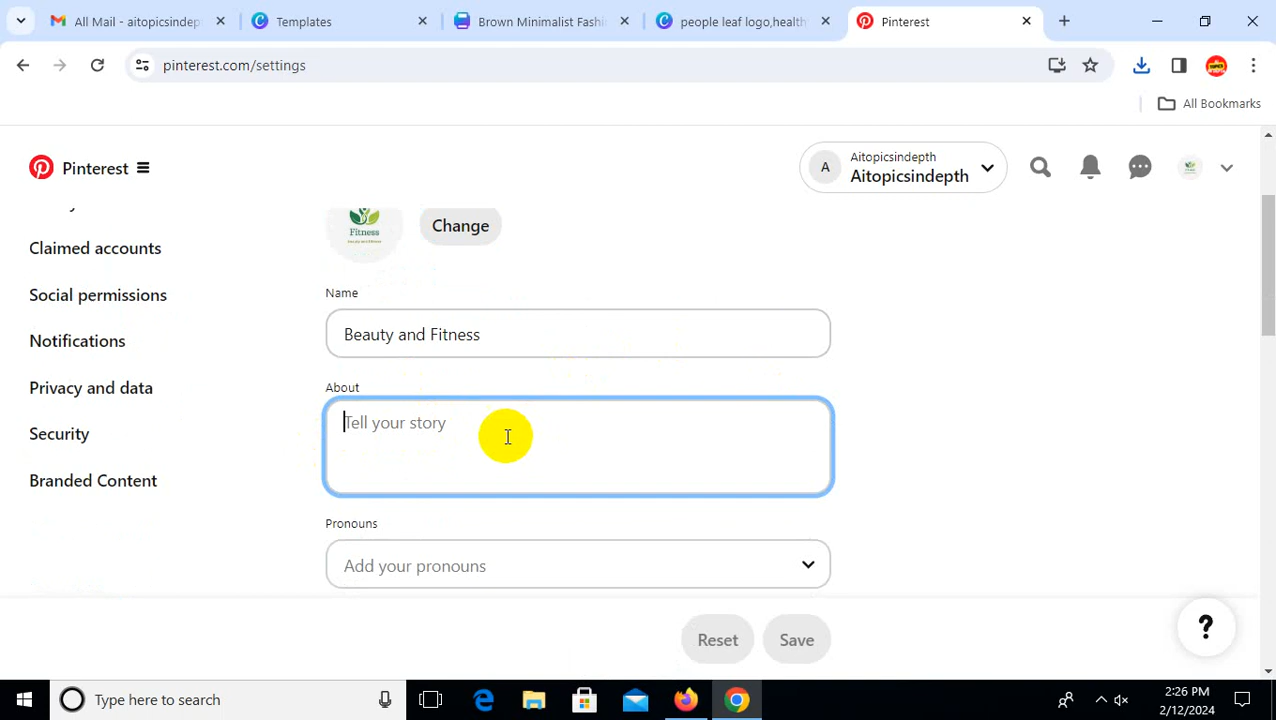 All Mail - aitopicsindep
Templates
Brown Minimalist Fashi
people leaf logo,health
Pinterest
pinterest.com/settings
All Bookmarks
Pinterest
A
Aitopicsindepth
Aitopicsindepth
Claimed accounts
Social permissions
Notifications
Privacy and data
Security
Branded Content
Fitness
Change
Name
Beauty and Fitness
About
Tell your story
Pronouns
Add your pronouns
Reset
Save
?
Type here to search
2:26 PM
2/12/2024